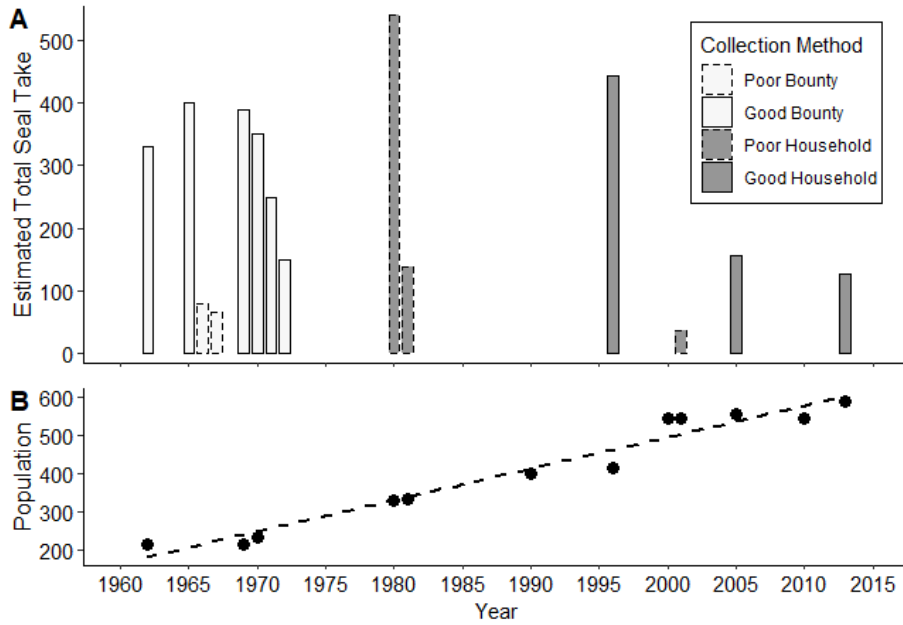 A
Estimated Total Seal Take
500
400
300
200
100
0
Collection Method
Poor Bounty
Good Bounty
Poor Household
Good Household
B
Population
600
500
400
300
200
1960 1965 1970 1975 1980 1985 1990 1995 2000 2005 2010 2015
Year